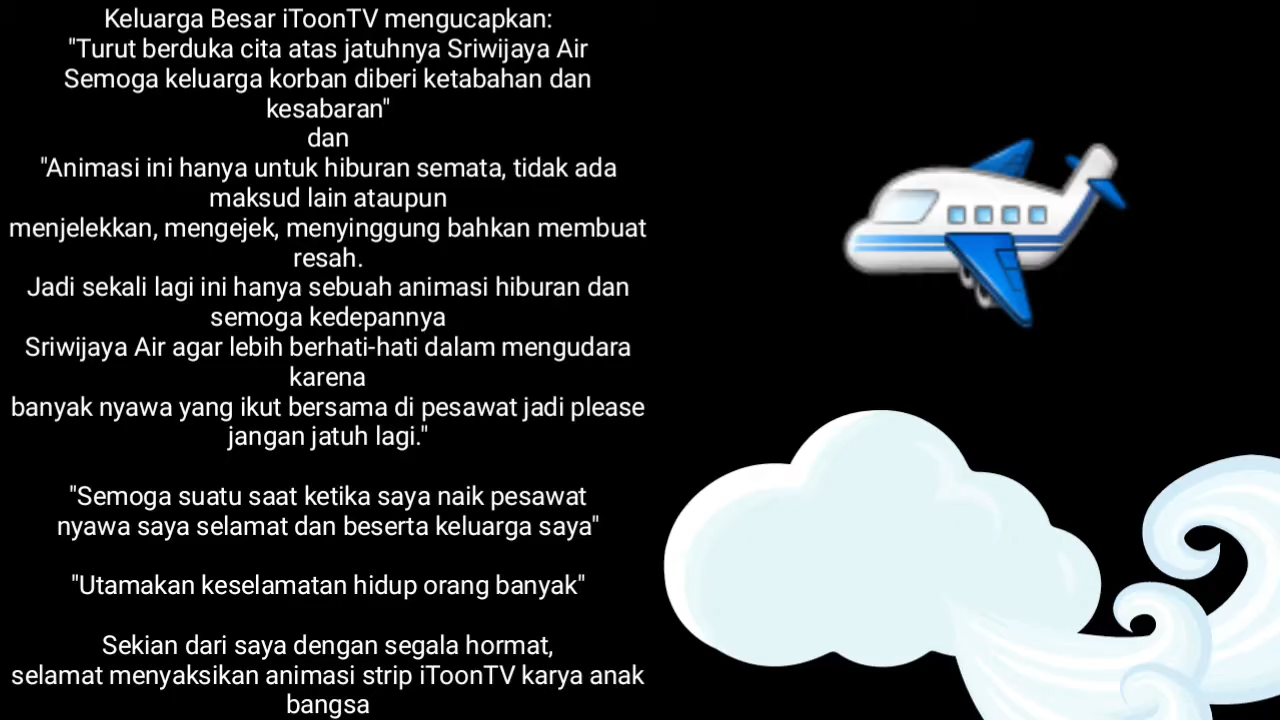 Keluarga Besar iToonTV mengucapkan:
"Turut berduka cita atas jatuhnya Sriwijaya Air
Semoga keluarga korban diberi ketabahan dan
kesabaran"
dan
"Animasi ini hanya untuk hiburan semata, tidak ada
maksud lain ataupun
menjelekkan, mengejek, menyinggung bahkan membuat
resah.
Jadi sekali lagi ini hanya sebuah animasi hiburan dan
semoga kedepannya
Sriwijaya Air agar lebih berhati-hati dalam mengudara
karena
banyak nyawa yang ikut bersama di pesawat jadi please
jangan jatuh lagi."
"Semoga suatu saat ketika saya naik pesawat
nyawa saya selamat dan beserta keluarga saya"
"Utamakan keselamatan hidup orang banyak"
Sekian dari saya dengan segala hormat,
selamat menyaksikan animasi strip iToonTV karya anak
bangsa